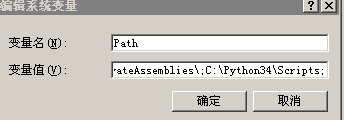 编辑系统变量
变量名(N):
Path
变量值(V):
rateAssemblies\;C:\Python34\Scripts;
确定
取消